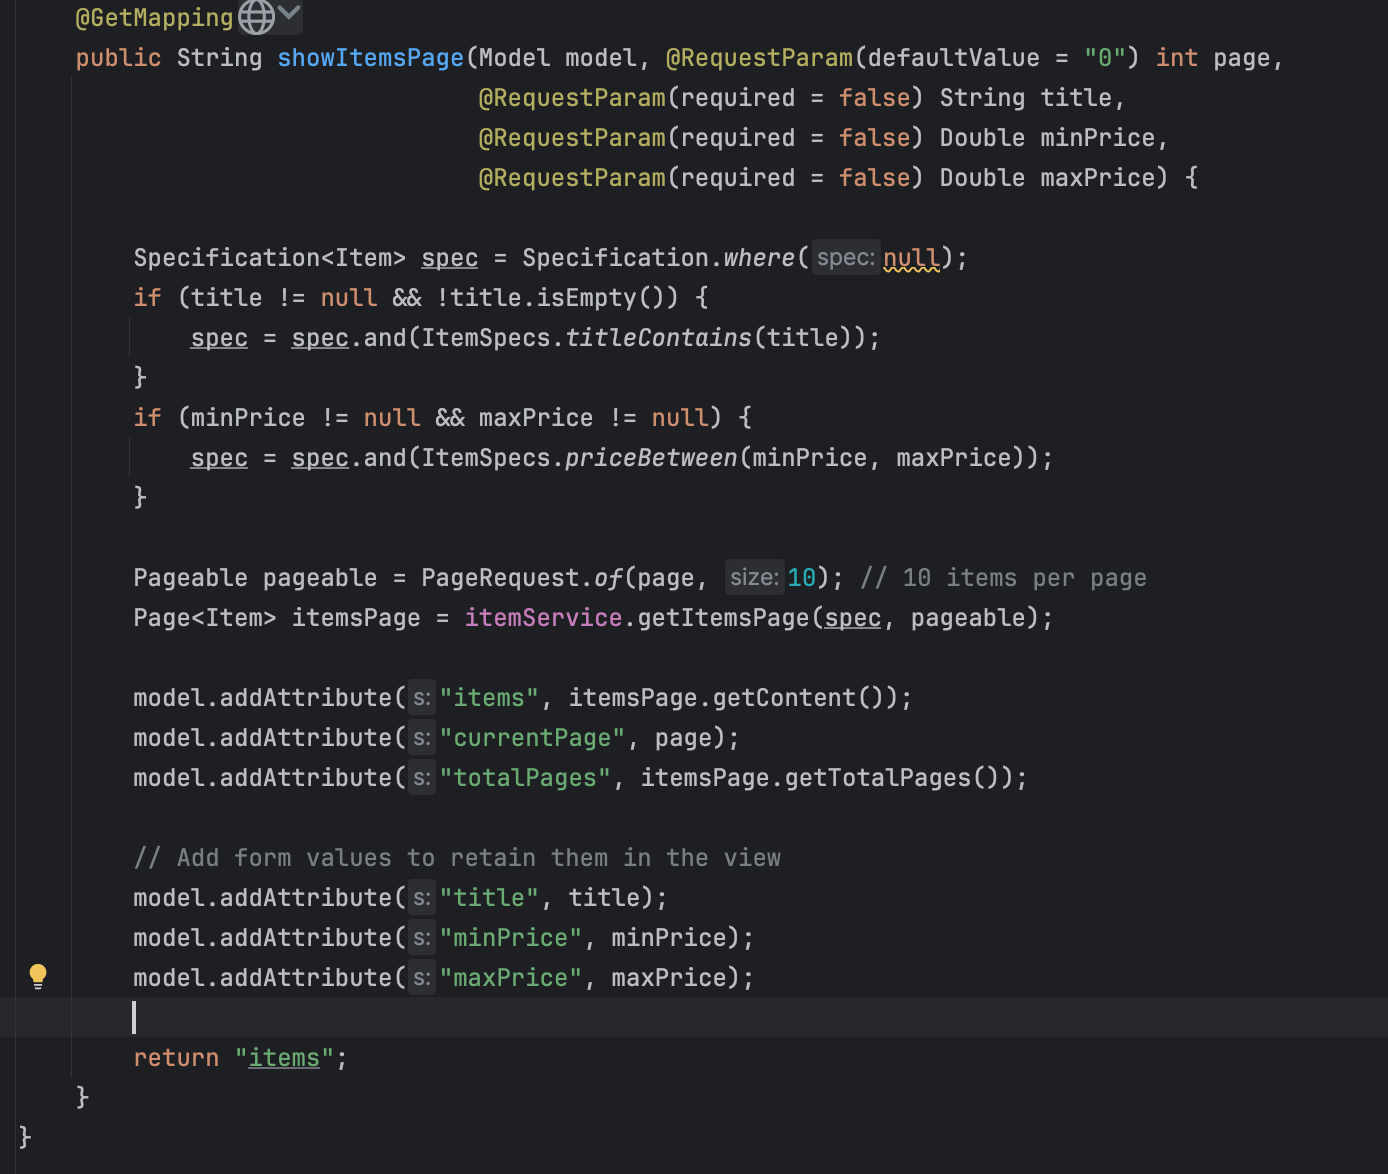 @GetMapping
public String showItemsPage(Model model, @RequestParam(defaultValue = "0") int page,
@RequestParam(required = false) String title,
@RequestParam(required = false) Double minPrice,
@RequestParam(required = false) Double maxPrice) {
Specification<Item> spec = Specification.where( spec: null);
if (title != null && !title.isEmpty()) {
spec = spec.and(ItemSpecs.titleContains(title));
}
if (minPrice != null && maxPrice != null) {
spec = spec.and(ItemSpecs.priceBetween(minPrice, maxPrice));
}
Pageable pageable = PageRequest.of(page, size: 10); // 10 items per page
Page<Item> itemsPage = itemService.getItemsPage(spec, pageable);
model.addAttribute( s: "items", itemsPage.getContent());
model.addAttribute( s: "currentPage", page);
model.addAttribute( s: "totalPages", itemsPage.getTotalPages());
// Add form values to retain them in the view
model.addAttribute( s: "title", title);
model.addAttribute( s: "minPrice", minPrice);
model.addAttribute( s: "maxPrice", maxPrice);
return "items";
}
}